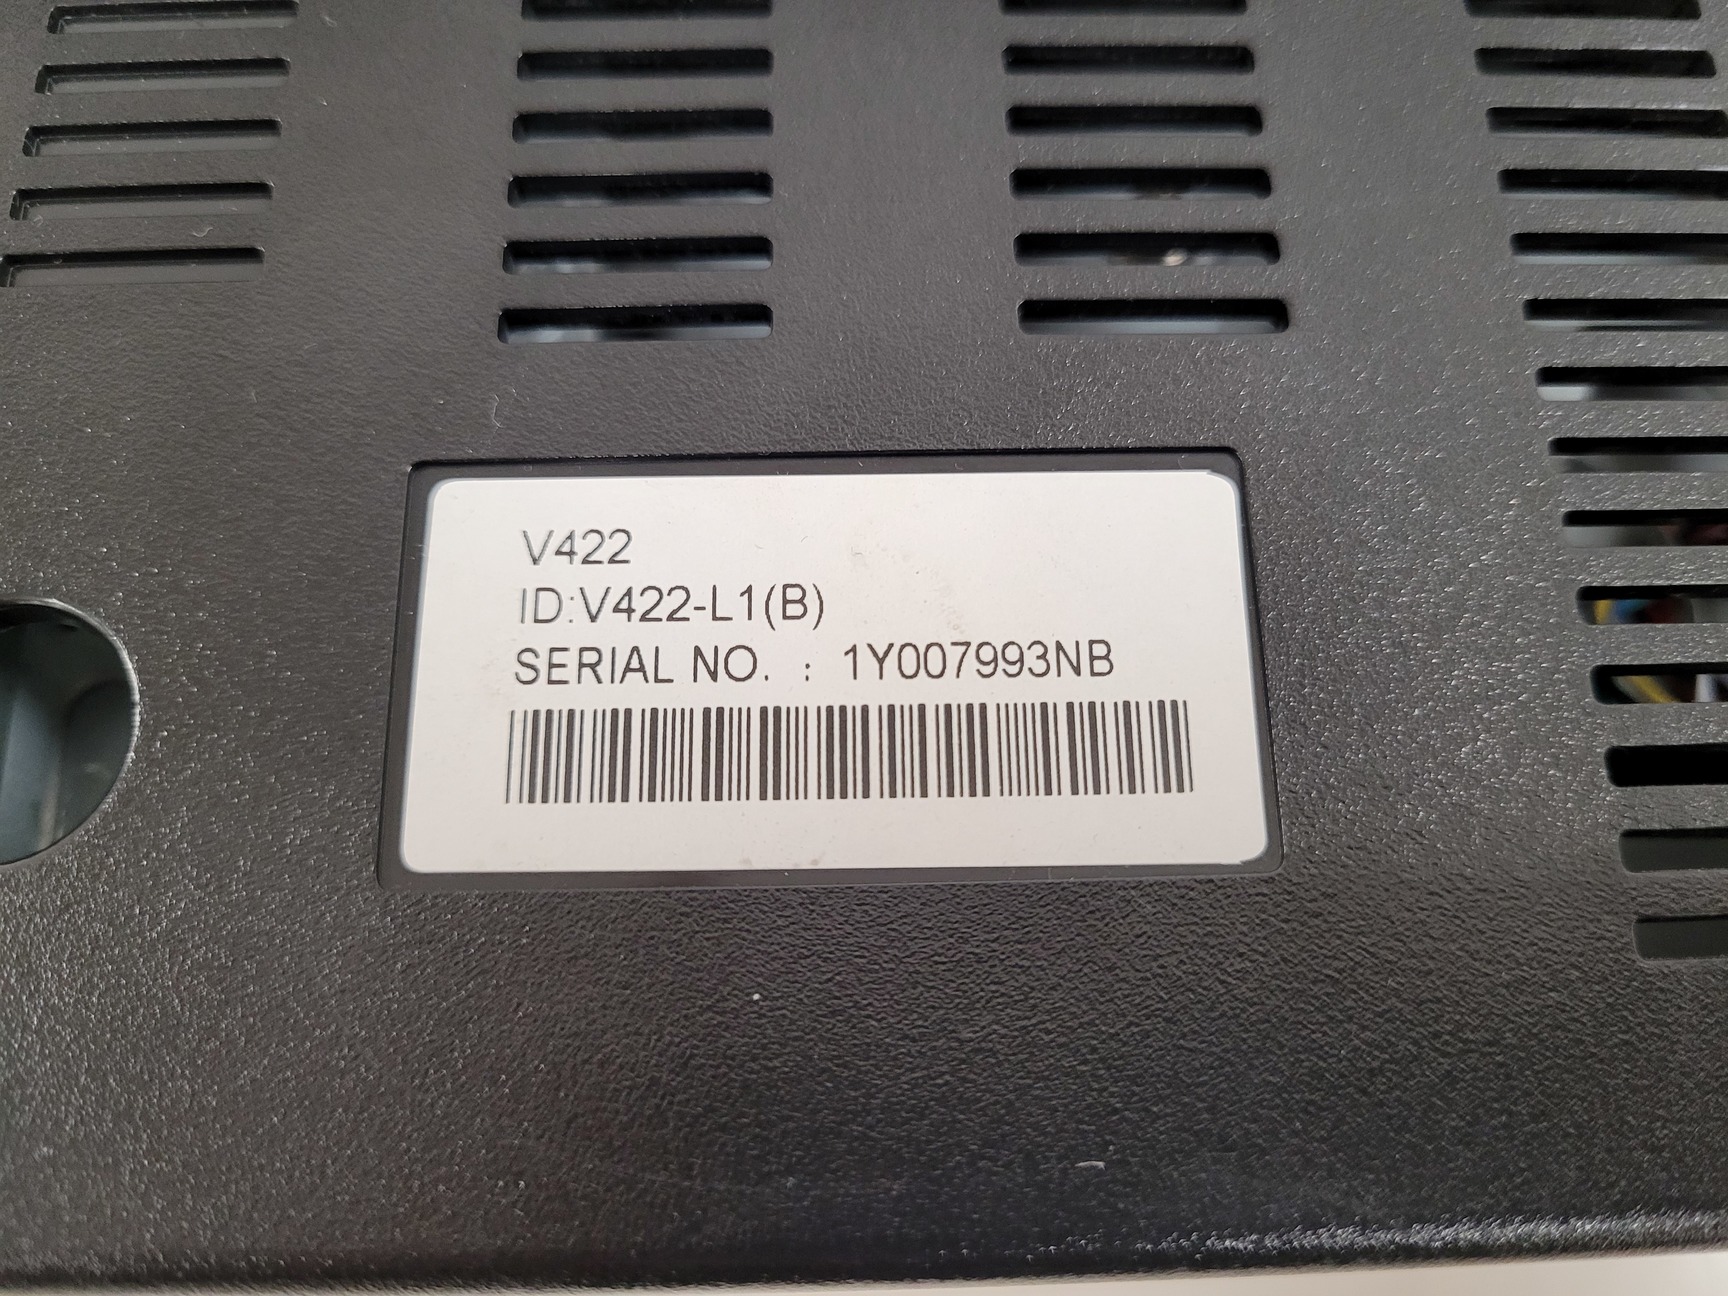 V422
ID:V422-L1(B)
SERIAL NO. : 1Y007993NB